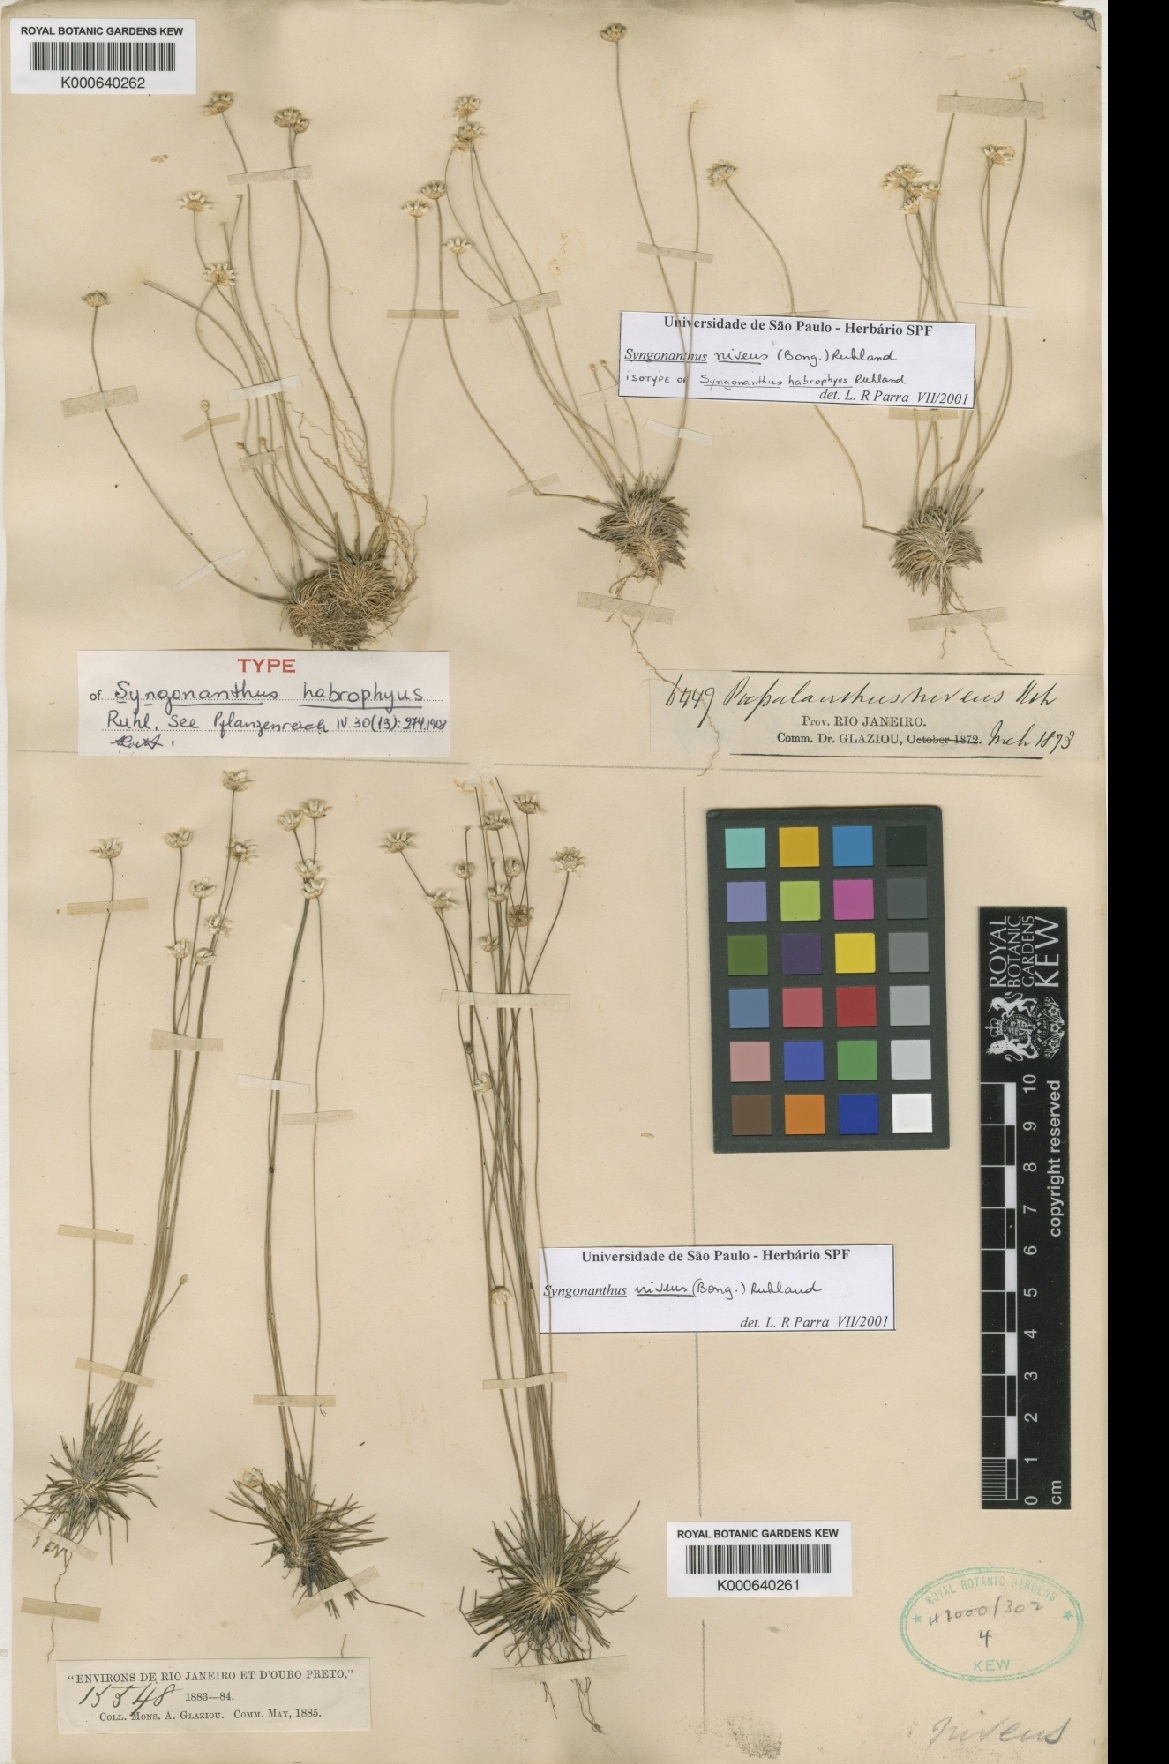 ROYAL BOTANIC GARDENS KEW
K000640262
Universidade de São Paulo - Herbário SPF
Syngonanthus niveus (Bong.) Ruhland
ISOTYPE OF Syngonanthus habrophyus Ruhland
det. L. R Parra VII/2001
TYPE
OF Syngonanthus habrophyus
Ruhl. See Pflanzenreich IV 30(13): 274, 1903
6449 Papalanthus niveus
Prov. RIO JANEIRO.
Comm. Dr. GLAZIOU, October 1872. Mch 1873
ROYAL
BOTANIC
GARDENS
KEW
0 1 2 3 4 5 6 7 8 9 10
cm
copyright reserved
Universidade de São Paulo - Herbário SPF
Syngonanthus niveus (Bong.) Ruhland
det. L. R Parra VII/2001
ROYAL BOTANIC GARDENS KEW
K000640261
ROYAL BOTANIC GARDENS
H2000/302
4
KEW
"ENVIRONS DE RIO JANEIRO ET D'OURO PRETO,"
15548 1883—84.
COLL. MONS. A. GLAZIOU. COMM. MAY, 1885.
niveus